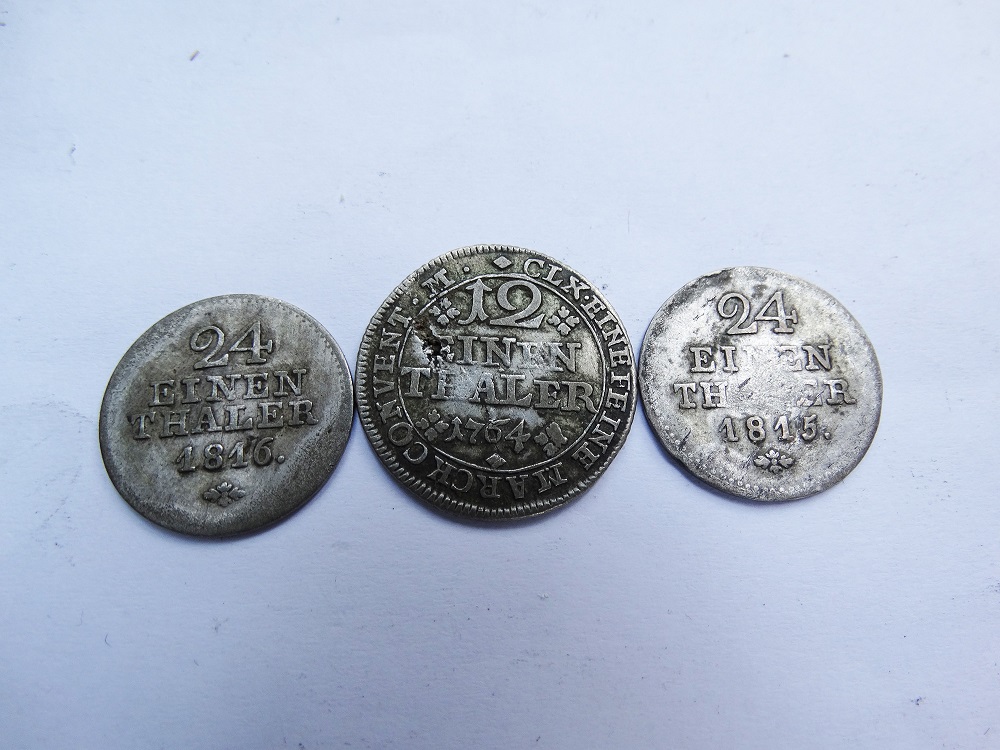 24
EINEN
THALER
1816.
CLX·EINE FEINE MARCK CONVENT·M·
12
EINEN
THALER
1764
24
EINEN
THALER
1815.